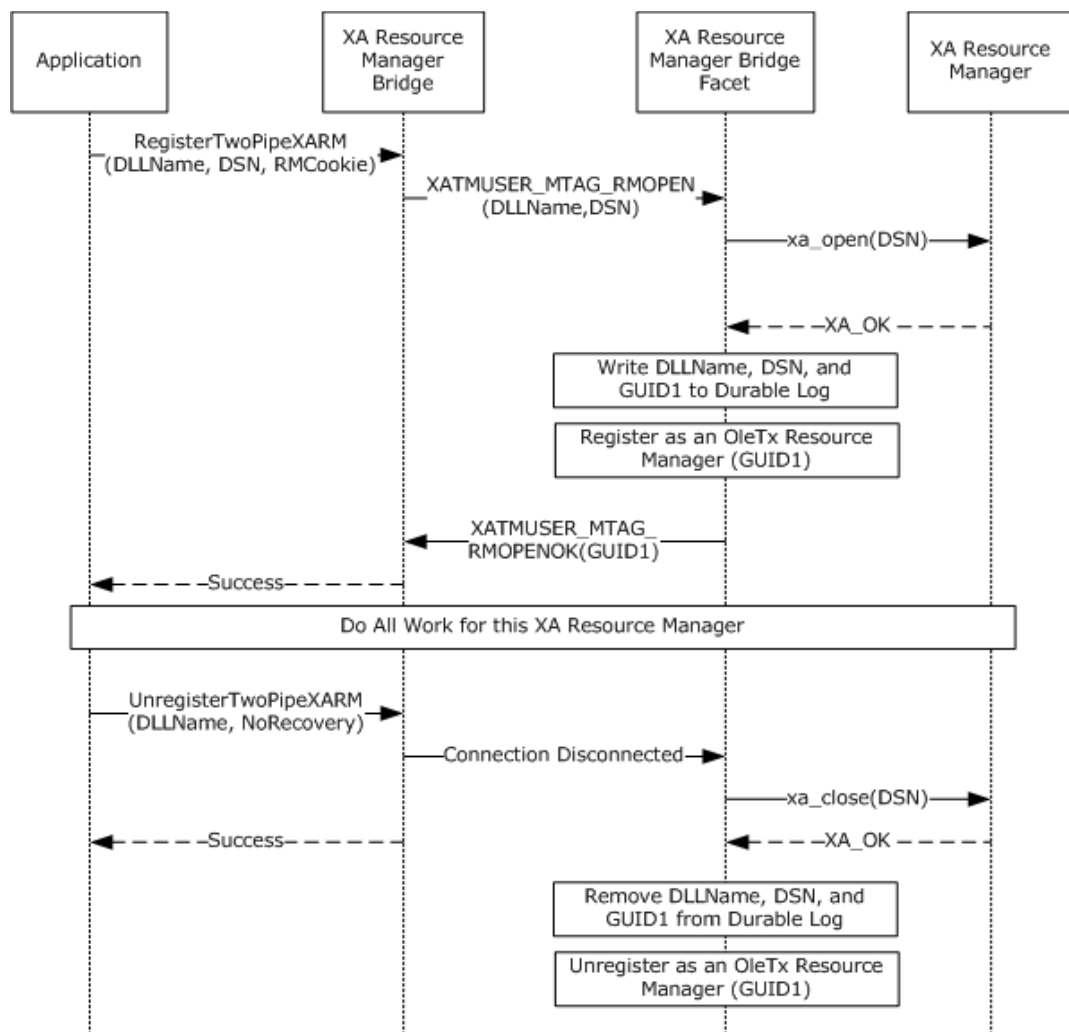 Application
XA Resource
Manager
Bridge
XA Resource
Manager Bridge
Facet
XA Resource
Manager
RegisterTwoPipeXARM
(DLLName, DSN, RMCookie)
XATMUSER_MTAG_RMOPEN
(DLLName,DSN)
xa_open(DSN)
XA_OK
Write DLLName, DSN, and
GUID1 to Durable Log
Register as an OleTx Resource
Manager (GUID1)
XATMUSER_MTAG_
RMOPENOK(GUID1)
Success
Do All Work for this XA Resource Manager
UnregisterTwoPipeXARM
(DLLName, NoRecovery)
Connection Disconnected
xa_close(DSN)
Success
XA_OK
Remove DLLName, DSN, and
GUID1 from Durable Log
Unregister as an OleTx Resource
Manager (GUID1)